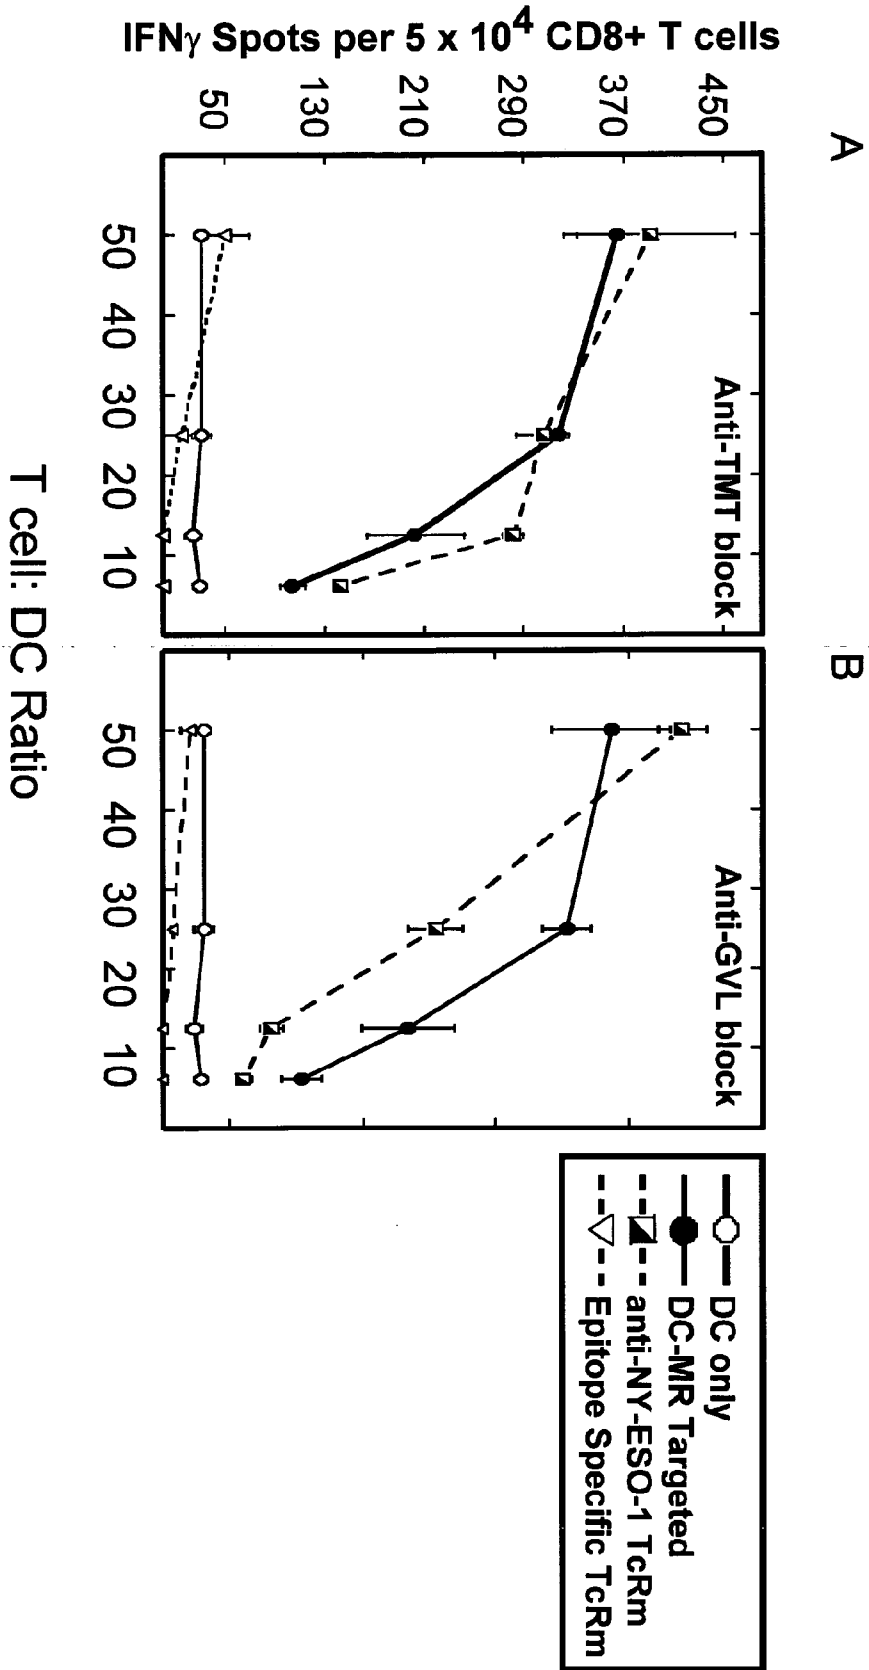 A
B
IFNγ Spots per 5 x 10⁴ CD8+ T cells
450
370
290
210
130
50
Anti-TMT block
Anti-GVL block
50 40 30 20 10
50 40 30 20 10
T cell: DC Ratio
DC only
DC-MR Targeted
anti-NY-ESO-1 TcRm
Epitope Specific TcRm